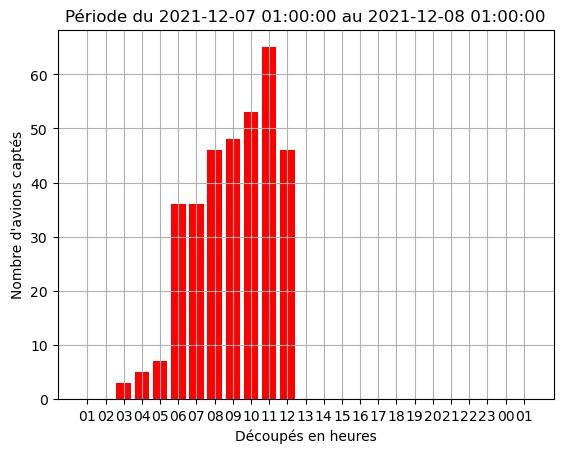 Période du 2021-12-07 01:00:00 au 2021-12-08 01:00:00
Nombre d'avions captés
60
50
40
30
20
10
0
01 02 03 04 05 06 07 08 09 10 11 12 13 14 15 16 17 18 19 20 21 22 23 00 01
Découpés en heures